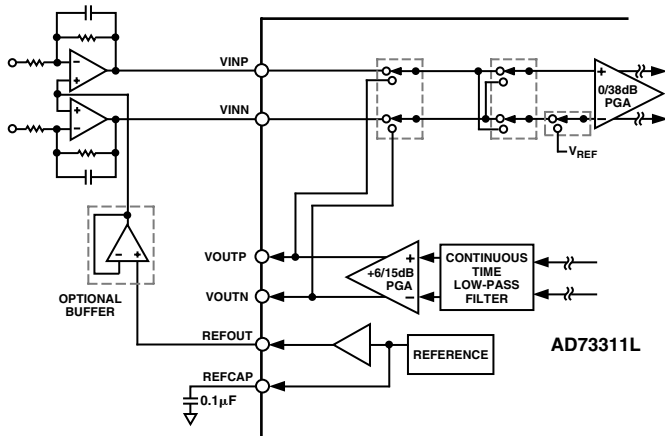 VINP
VINN
0/38dB
PGA
VREF
VOUTP
VOUTN
+6/15dB
PGA
CONTINUOUS
TIME
LOW-PASS
FILTER
OPTIONAL
BUFFER
REFOUT
REFCAP
REFERENCE
AD73311L
0.1µF